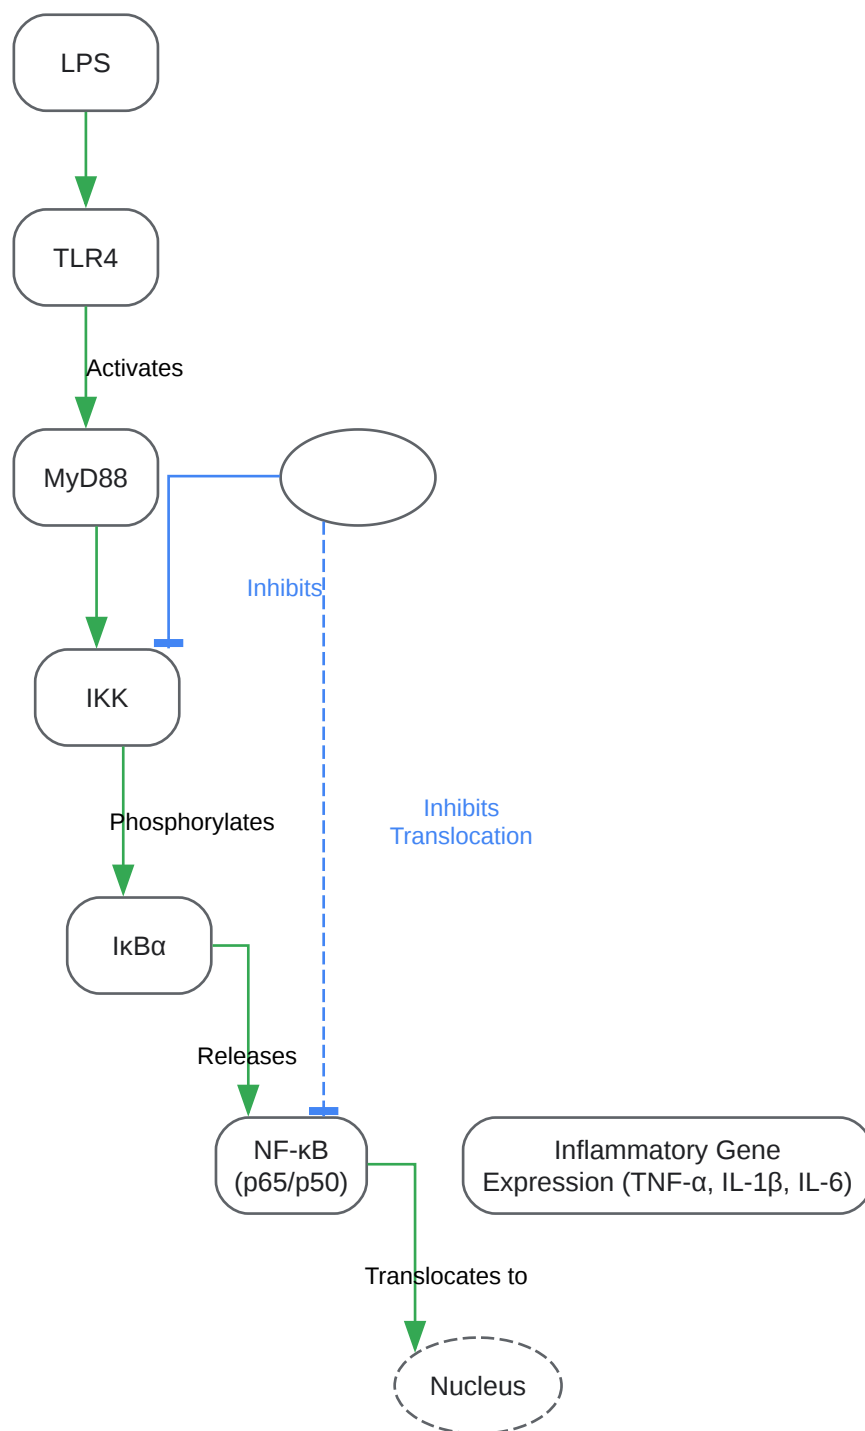 LPS
TLR4
Activates
MyD88
Inhibits
IKK
Inhibits
Translocation
Phosphorylates
IκBα
Releases
NF-κB
(p65/p50)
Inflammatory Gene
Expression (TNF-α, IL-1β, IL-6)
Translocates to
Nucleus